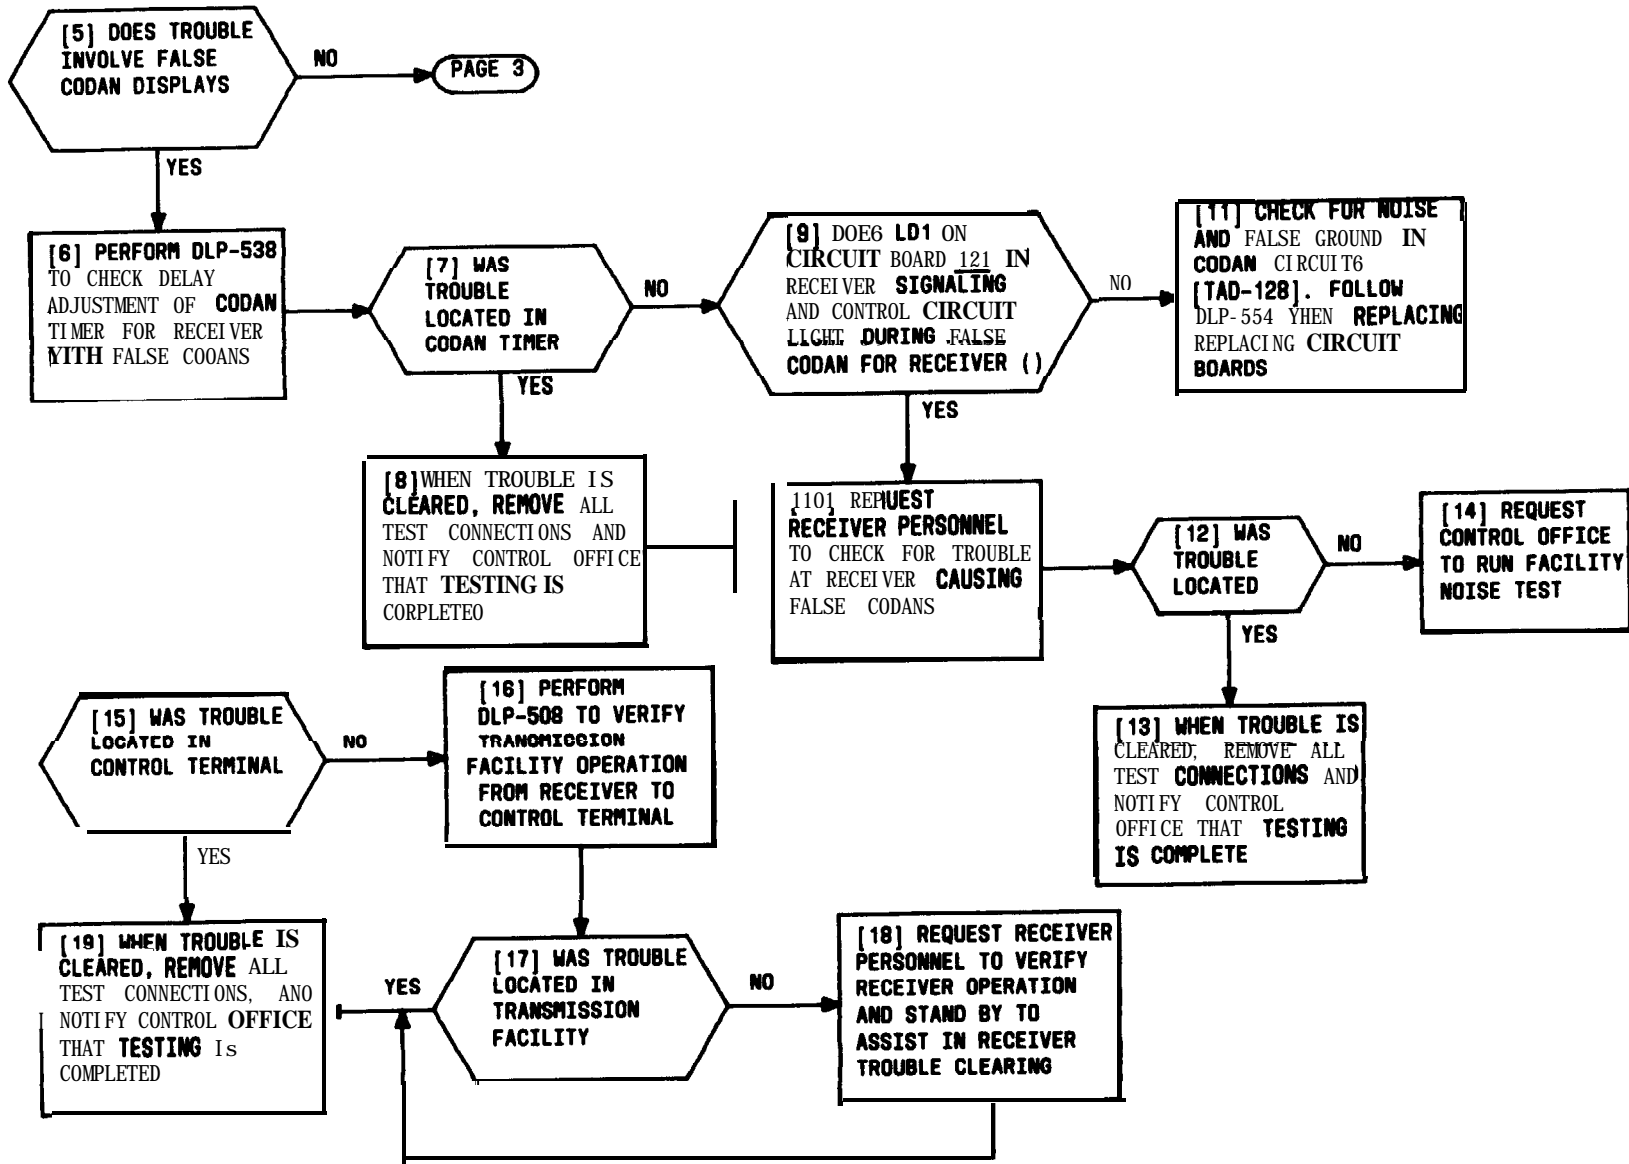 [5] DOES TROUBLE
INVOLVE FALSE
CODAN DISPLAYS
NO
PAGE 3
YES
[6] PERFORM DLP-538
TO CHECK DELAY
ADJUSTMENT OF CODAN
TIMER FOR RECEIVER
YITH FALSE COOANS
[7] WAS
TROUBLE
LOCATED IN
CODAN TIMER
NO
YES
[8] WHEN TROUBLE IS
CLEARED, REMOVE ALL
TEST CONNECTIONS AND
NOTIFY CONTROL OFFICE
THAT TESTING IS
CORPLETEO
[9] DOE6 LD1 ON
CIRCUIT BOARD 121 IN
RECEIVER SIGNALING
AND CONTROL CIRCUIT
LLGHT DURING FALSE
CODAN FOR RECEIVER ()
NO
YES
[11] CHECK FOR NOISE
AND FALSE GROUND IN
CODAN CIRCUIT6
[TAD-128]. FOLLOW
DLP-554 YHEN REPLACING
REPLACING CIRCUIT
BOARDS
1101 REPIUEST
RECEIVER PERSONNEL
TO CHECK FOR TROUBLE
AT RECEIVER CAUSING
FALSE CODANS
[12] WAS
TROUBLE
LOCATED
NO
YES
[14] REQUEST
CONTROL OFFICE
TO RUN FACILITY
NOISE TEST
[13] WHEN TROUBLE IS
CLEARED, REMOVE ALL
TEST CONNECTIONS AND
NOTIFY CONTROL
OFFICE THAT TESTING
IS COMPLETE
[15] WAS TROUBLE
LOCATED IN
CONTROL TERMINAL
NO
YES
[16] PERFORM
DLP-508 TO VERIFY
TRANSMISSION
FACILITY OPERATION
FROM RECEIVER TO
CONTROL TERMINAL
[19] WHEN TROUBLE IS
CLEARED, REMOVE ALL
TEST CONNECTIONS, ANO
NOTIFY CONTROL OFFICE
THAT TESTING Is
COMPLETED
YES
[17] WAS TROUBLE
LOCATED IN
TRANSMISSION
FACILITY
NO
[18] REQUEST RECEIVER
PERSONNEL TO VERIFY
RECEIVER OPERATION
AND STAND BY TO
ASSIST IN RECEIVER
TROUBLE CLEARING